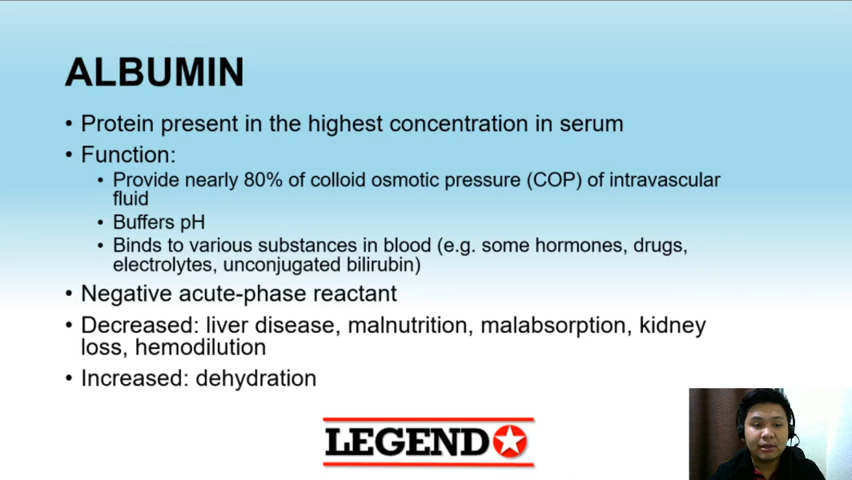 ALBUMIN
• Protein present in the highest concentration in serum
• Function:
• Provide nearly 80% of colloid osmotic pressure (COP) of intravascular
fluid
• Buffers pH
• Binds to various substances in blood (e.g. some hormones, drugs,
electrolytes, unconjugated bilirubin)
• Negative acute-phase reactant
• Decreased: liver disease, malnutrition, malabsorption, kidney
loss, hemodilution
• Increased: dehydration
LEGEND